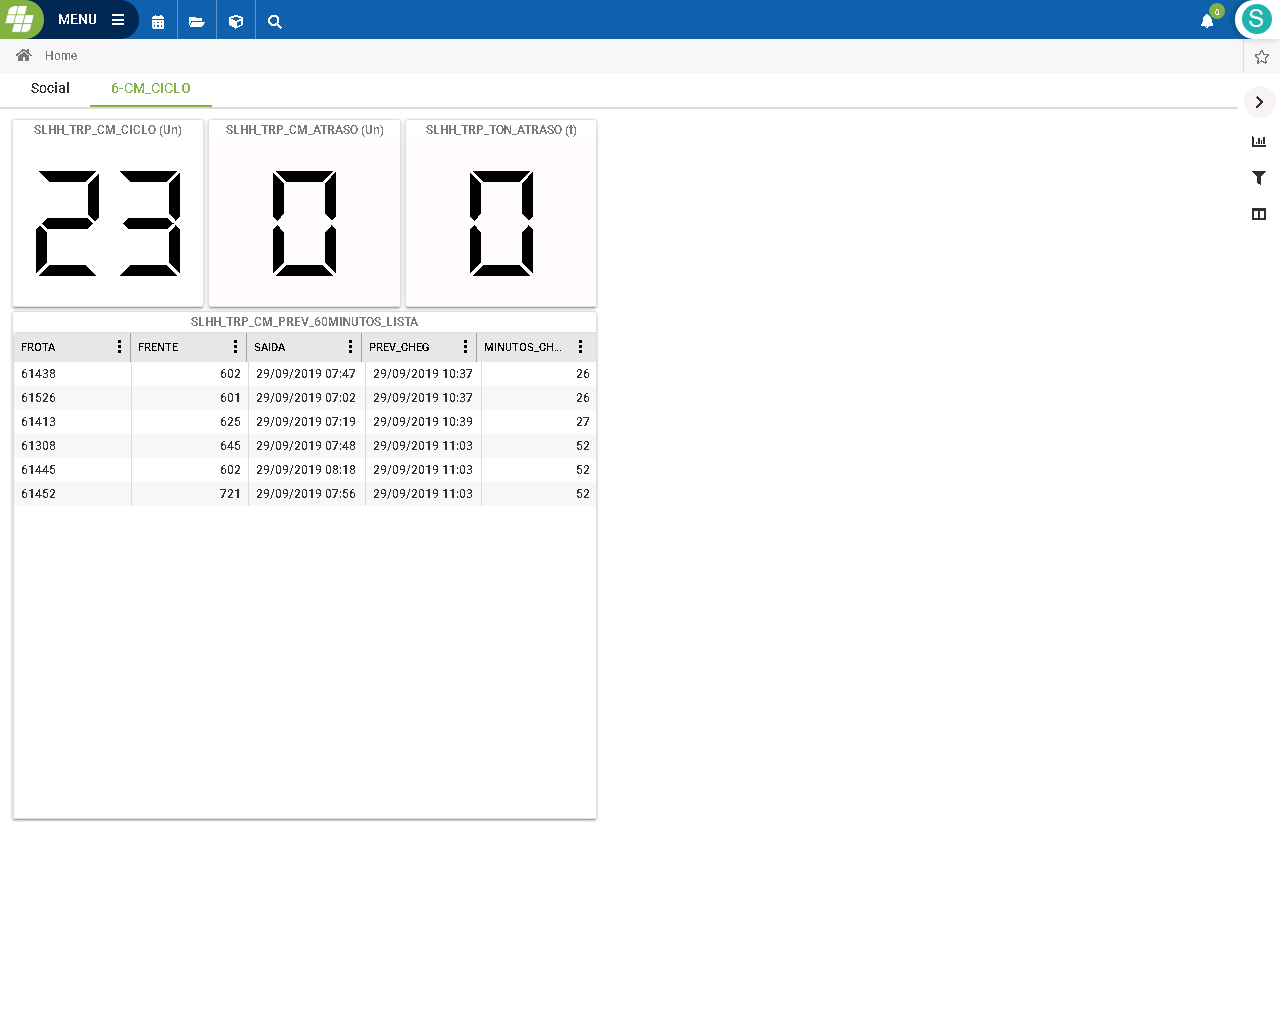 MENU
0
S
Home
Social 6-CM_CICLO
SLHH_TRP_CM_CICLO (Un) SLHH_TRP_CM_ATRASO (Un) SLHH_TRP_TON_ATRASO (t)
23 0 0
SLHH_TRP_CM_PREV_60MINUTOS_LISTA
FROTA FRENTE SAIDA PREV_CHEG MINUTOS_CH...
61438 602 29/09/2019 07:47 29/09/2019 10:37 26
61526 601 29/09/2019 07:02 29/09/2019 10:37 26
61413 625 29/09/2019 07:19 29/09/2019 10:39 27
61308 645 29/09/2019 07:48 29/09/2019 11:03 52
61445 602 29/09/2019 08:18 29/09/2019 11:03 52
61452 721 29/09/2019 07:56 29/09/2019 11:03 52